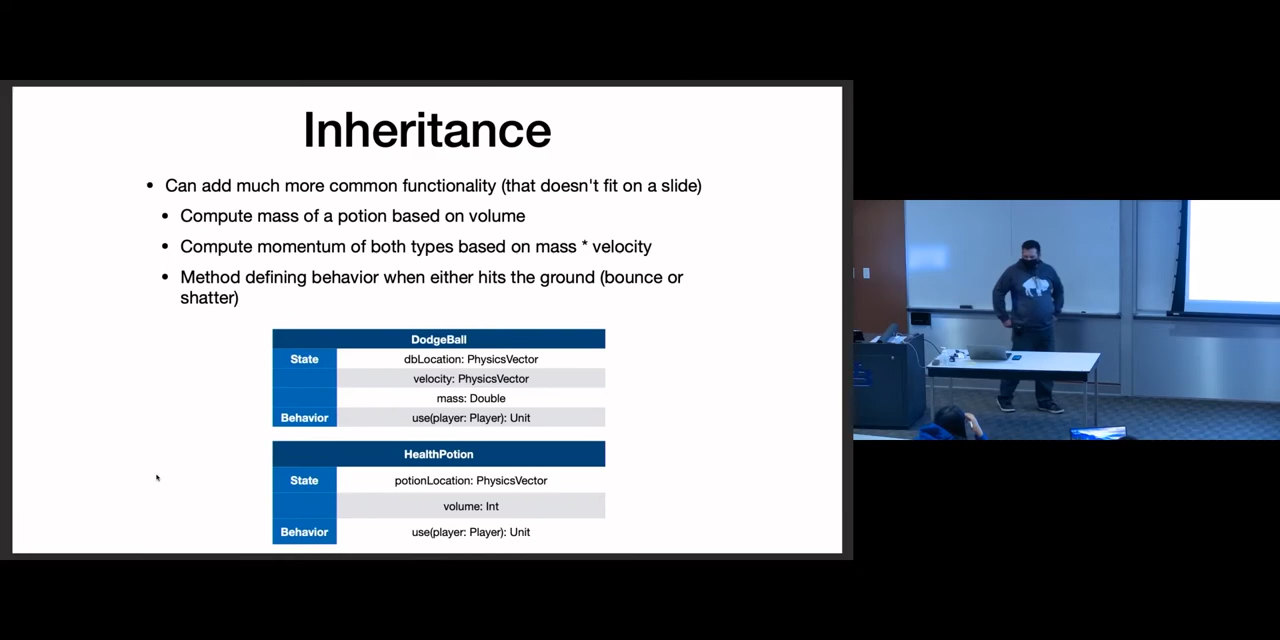 Inheritance
• Can add much more common functionality (that doesn't fit on a slide)
• Compute mass of a potion based on volume
• Compute momentum of both types based on mass * velocity
• Method defining behavior when either hits the ground (bounce or
shatter)
DodgeBall
State dbLocation: PhysicsVector
velocity: PhysicsVector
mass: Double
Behavior use(player: Player): Unit
HealthPotion
State potionLocation: PhysicsVector
volume: Int
Behavior use(player: Player): Unit